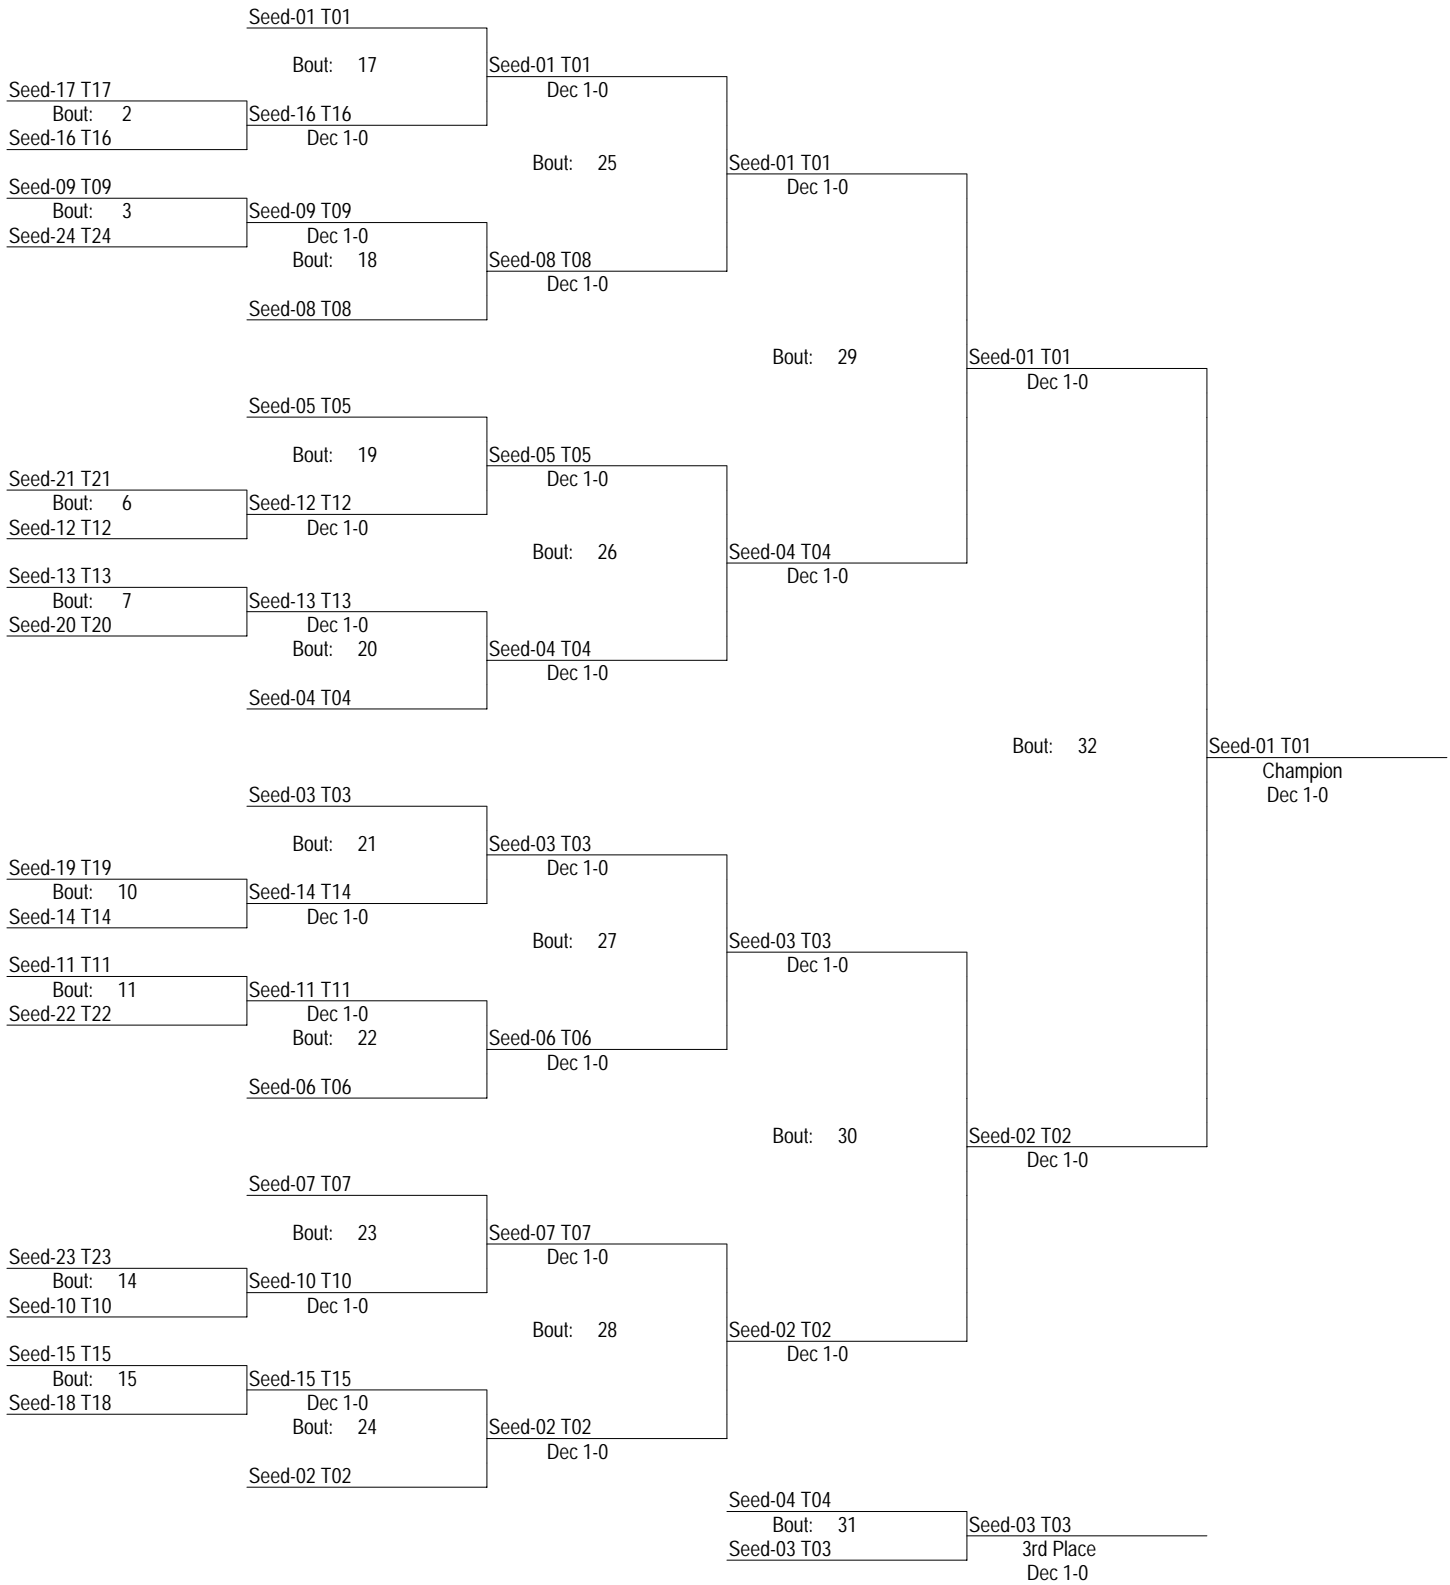 Seed-01 T01
Bout: 17
Seed-01 T01
Seed-17 T17
Dec 1-0
Bout: 2
Seed-16 T16
Seed-16 T16
Dec 1-0
Bout: 25
Seed-01 T01
Seed-09 T09
Dec 1-0
Bout: 3
Seed-09 T09
Seed-24 T24
Dec 1-0
Bout: 18
Seed-08 T08
Dec 1-0
Seed-08 T08
Bout: 29
Seed-01 T01
Dec 1-0
Seed-05 T05
Bout: 19
Seed-05 T05
Seed-21 T21
Dec 1-0
Bout: 6
Seed-12 T12
Seed-12 T12
Dec 1-0
Bout: 26
Seed-04 T04
Seed-13 T13
Dec 1-0
Bout: 7
Seed-13 T13
Seed-20 T20
Dec 1-0
Bout: 20
Seed-04 T04
Dec 1-0
Seed-04 T04
Bout: 32
Seed-01 T01
Champion
Dec 1-0
Seed-03 T03
Bout: 21
Seed-03 T03
Seed-19 T19
Dec 1-0
Bout: 10
Seed-14 T14
Seed-14 T14
Dec 1-0
Bout: 27
Seed-03 T03
Seed-11 T11
Dec 1-0
Bout: 11
Seed-11 T11
Seed-22 T22
Dec 1-0
Bout: 22
Seed-06 T06
Dec 1-0
Seed-06 T06
Bout: 30
Seed-02 T02
Dec 1-0
Seed-07 T07
Bout: 23
Seed-07 T07
Seed-23 T23
Dec 1-0
Bout: 14
Seed-10 T10
Seed-10 T10
Dec 1-0
Bout: 28
Seed-02 T02
Seed-15 T15
Dec 1-0
Bout: 15
Seed-15 T15
Seed-18 T18
Dec 1-0
Bout: 24
Seed-02 T02
Dec 1-0
Seed-02 T02
Seed-04 T04
Bout: 31
Seed-03 T03
Seed-03 T03
3rd Place
Dec 1-0